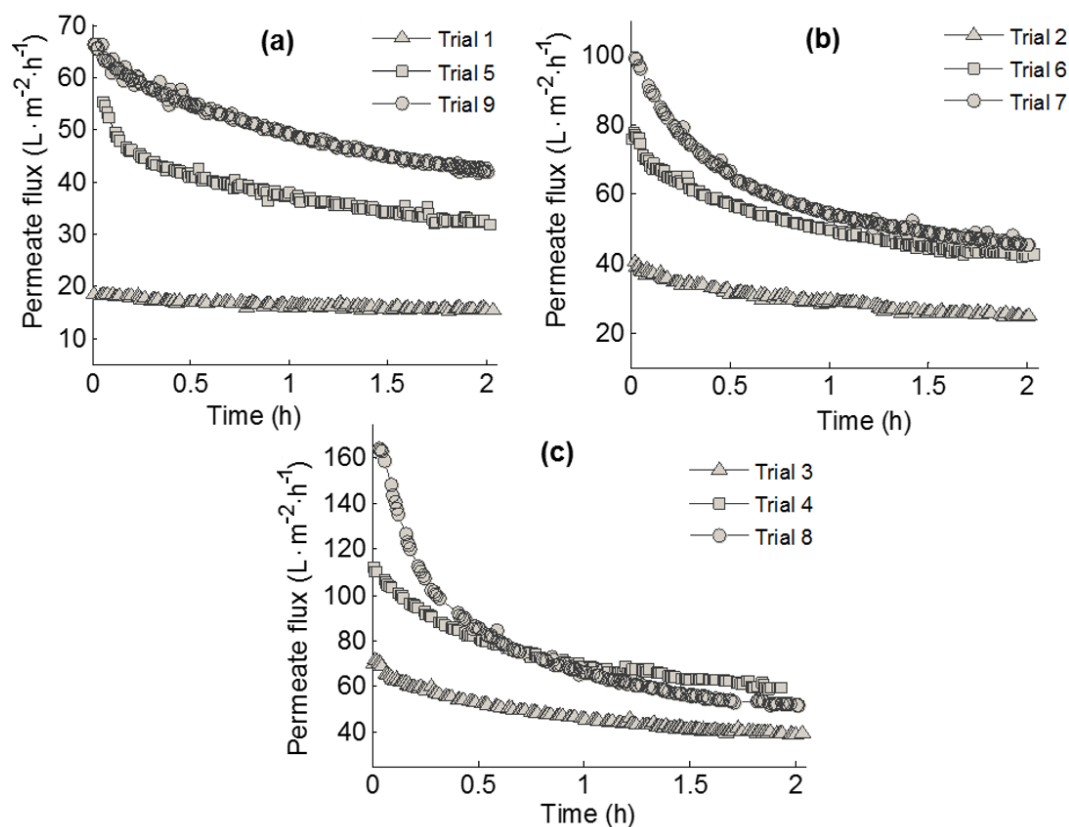 (a)
Permeate flux (L·m⁻²·h⁻¹)
70
60
50
40
30
20
10
Trial 1
Trial 5
Trial 9
0
0.5
1
1.5
2
Time (h)
(b)
Permeate flux (L·m⁻²·h⁻¹)
100
80
60
40
20
Trial 2
Trial 6
Trial 7
0
0.5
1
1.5
2
Time (h)
(c)
Permeate flux (L·m⁻²·h⁻¹)
160
140
120
100
80
60
40
Trial 3
Trial 4
Trial 8
0
0.5
1
1.5
2
Time (h)